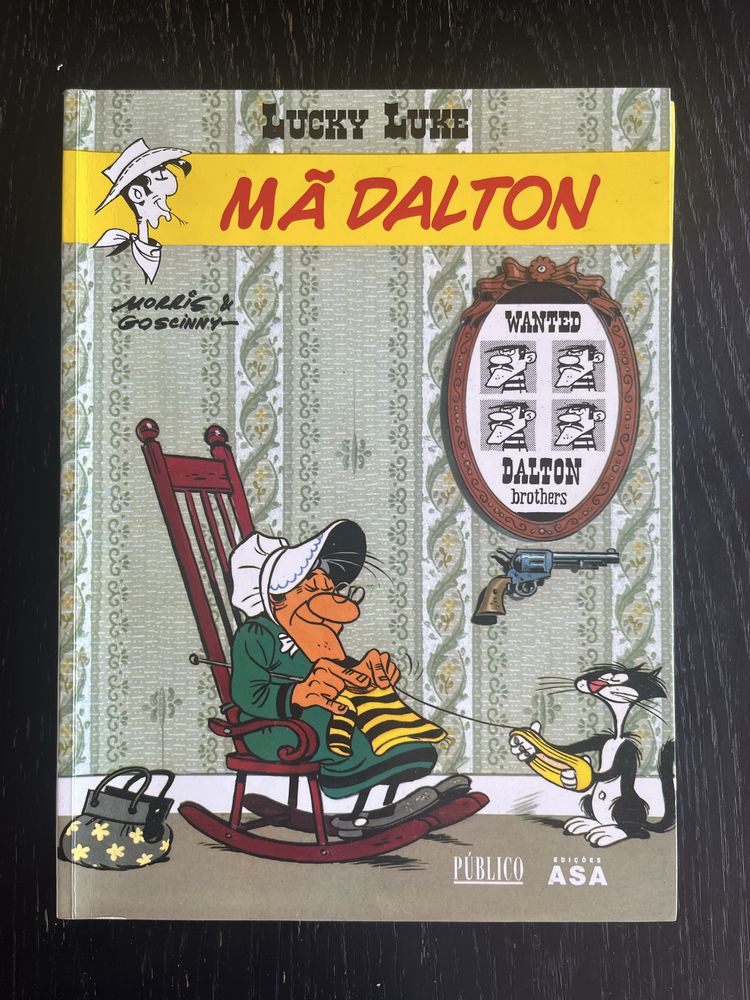 LUCKY LUKE
MÃ DALTON
MORRIS &
GOSCINNY
WANTED
DALTON
brothers
PÚBLICO
EDIÇÕES
ASA